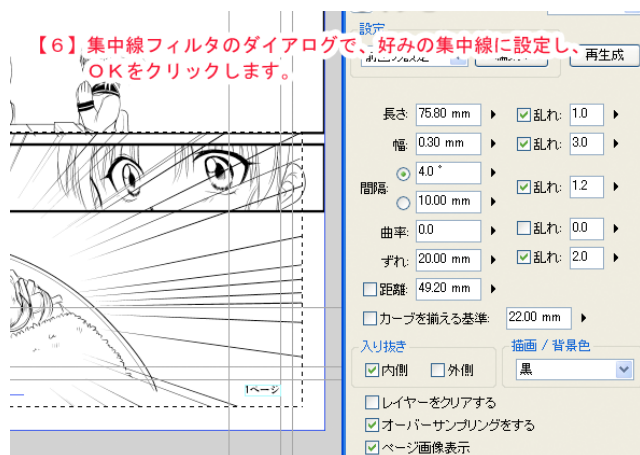 設定
【６】集中線フィルタのダイアログで、好みの集中線に設定し、
ＯＫをクリックします。
再生成
長さ: 75.80 mm 乱れ: 1.0
幅: 0.30 mm 乱れ: 3.0
間隔: 4.0 ° 乱れ: 1.2
10.00 mm
曲率: 0.0 乱れ: 0.0
ずれ: 20.00 mm 乱れ: 2.0
距離: 49.20 mm
カーブを揃える基準: 22.00 mm
入り抜き 描画 / 背景色
内側 外側 黒
1ページ
レイヤーをクリアする
オーバーサンプリングをする
ページ画像表示